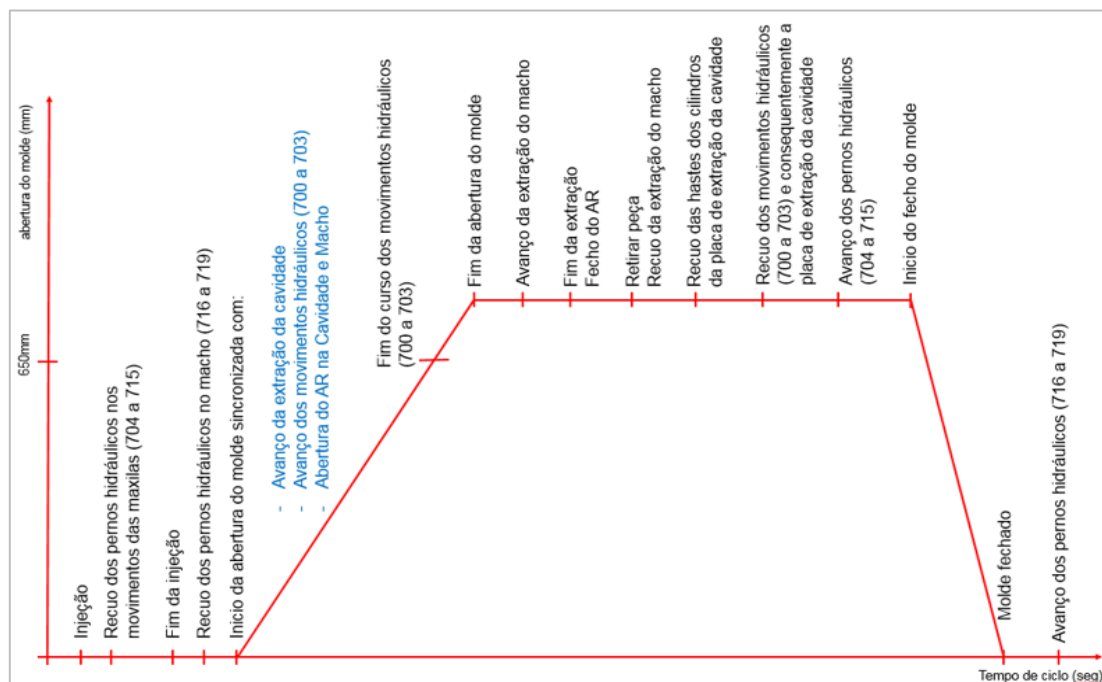 abertura do molde (mm)
650mm
Injeção
Recuo dos pernos hidráulicos nos
movimentos das maxilas (704 a 715)
Fim da injeção
Recuo dos pernos hidráulicos no macho (716 a 719)
Inicio da abertura do molde sincronizada com:
- Avanço da extração da cavidade
- Avanço dos movimentos hidráulicos (700 a 703)
- Abertura do AR na Cavidade e Macho
Fim do curso dos movimentos hidráulicos
(700 a 703)
Fim da abertura do molde
Avanço da extração do macho
Fim da extração
Fecho do AR
Retirar peça
Recuo da extração do macho
Recuo das hastes dos cilindros
da placa de extração da cavidade
Recuo dos movimentos hidráulicos
(700 a 703) e consequentemente a
placa de extração da cavidade
Avanço dos pernos hidráulicos
(704 a 715)
Inicio do fecho do molde
Molde fechado
Avanço dos pernos hidráulicos (716 a 719)
Tempo de ciclo (seg)